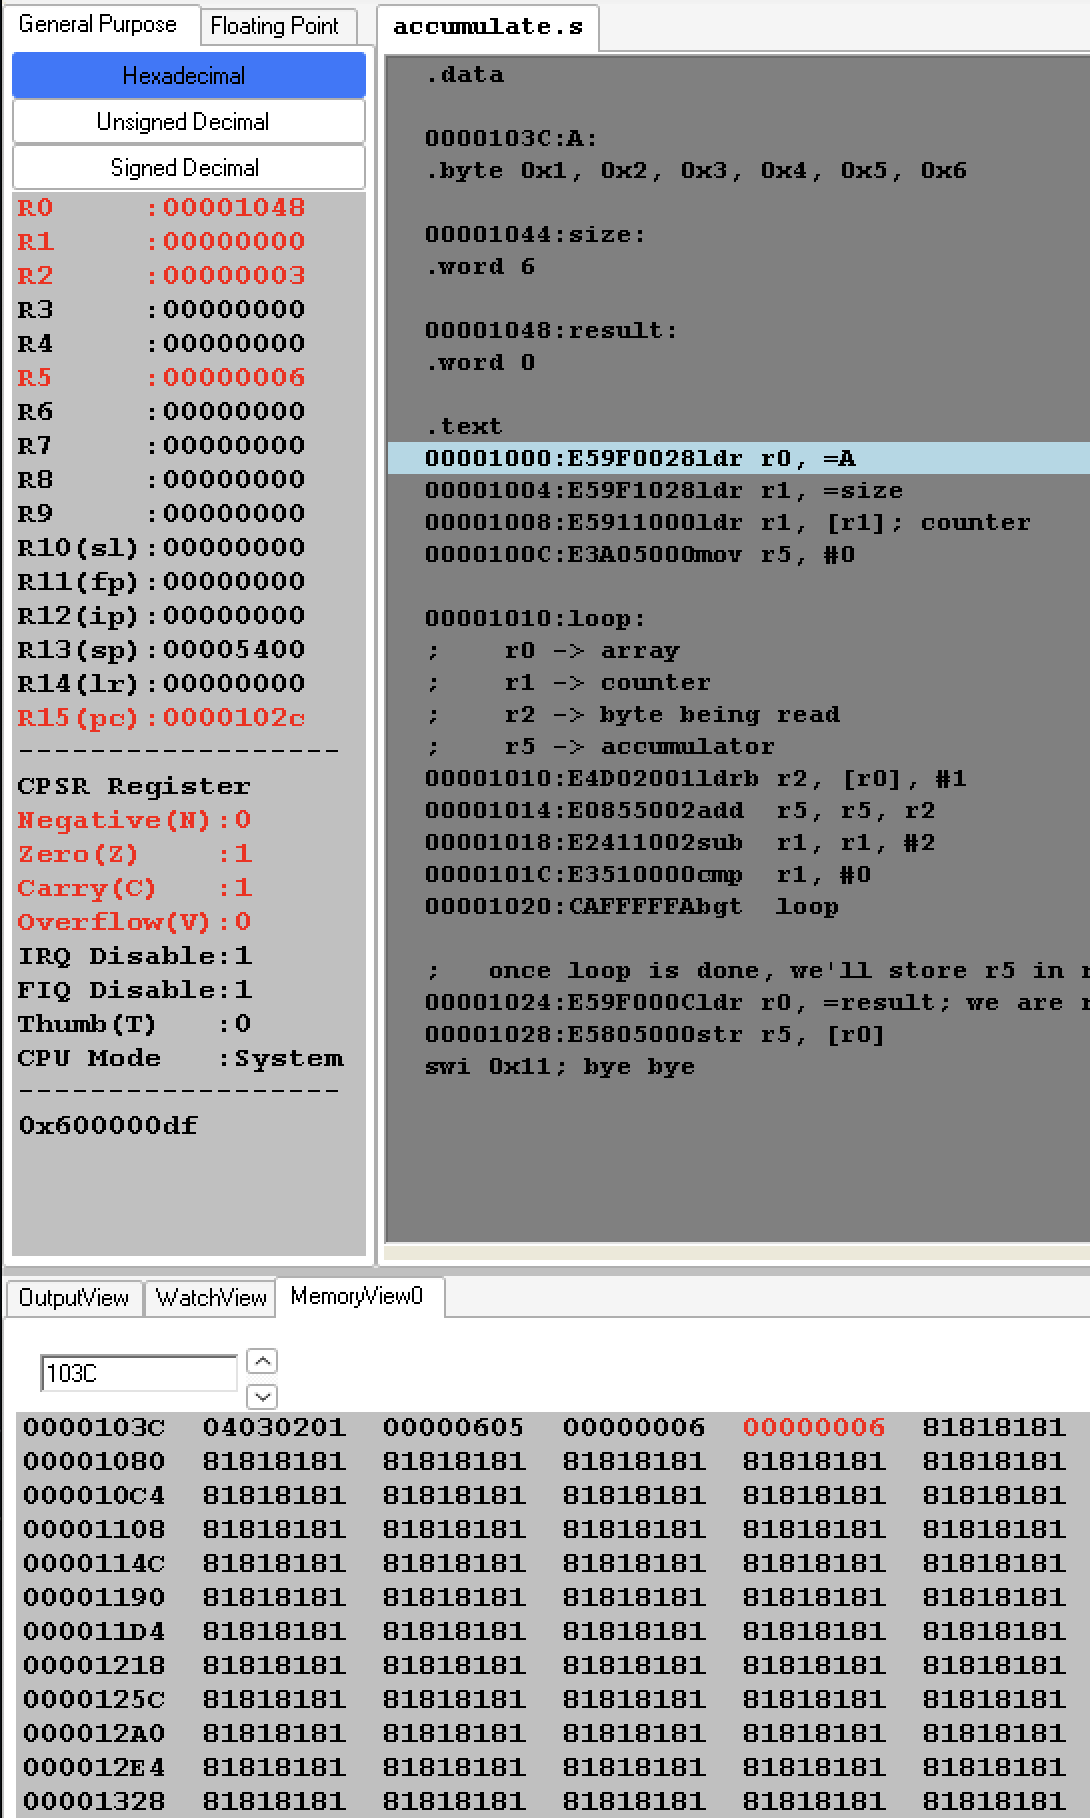 General Purpose Floating Point
Hexadecimal
Unsigned Decimal
Signed Decimal
R0 :00001048
R1 :00000000
R2 :00000003
R3 :00000000
R4 :00000000
R5 :00000006
R6 :00000000
R7 :00000000
R8 :00000000
R9 :00000000
R10(sl):00000000
R11(fp):00000000
R12(ip):00000000
R13(sp):00005400
R14(lr):00000000
R15(pc):0000102c
--------------------
CPSR Register
Negative(N):0
Zero(Z) :1
Carry(C) :1
Overflow(V):0
IRQ Disable:1
FIQ Disable:1
Thumb(T) :0
CPU Mode :System
--------------------
0x600000df
accumulate.s
.data
0000103C:A:
.byte 0x1, 0x2, 0x3, 0x4, 0x5, 0x6
00001044:size:
.word 6
00001048:result:
.word 0
.text
00001000:E59F0028ldr r0, =A
00001004:E59F1028ldr r1, =size
00001008:E5911000ldr r1, [r1]; counter
0000100C:E3A05000mov r5, #0
00001010:loop:
; r0 -> array
; r1 -> counter
; r2 -> byte being read
; r5 -> accumulator
00001010:E4D02001ldrb r2, [r0], #1
00001014:E0855002add r5, r5, r2
00001018:E2411002sub r1, r1, #2
0000101C:E3510000cmp r1, #0
00001020:CAFFFFFAbgt loop
; once loop is done, we'll store r5 in r
00001024:E59F000Cldr r0, =result; we are r
00001028:E5805000str r5, [r0]
swi 0x11; bye bye
OutputView WatchView MemoryView0
103C
0000103C 04030201 00000605 00000006 00000006 81818181
00001080 81818181 81818181 81818181 81818181 81818181
000010C4 81818181 81818181 81818181 81818181 81818181
00001108 81818181 81818181 81818181 81818181 81818181
0000114C 81818181 81818181 81818181 81818181 81818181
00001190 81818181 81818181 81818181 81818181 81818181
000011D4 81818181 81818181 81818181 81818181 81818181
00001218 81818181 81818181 81818181 81818181 81818181
0000125C 81818181 81818181 81818181 81818181 81818181
000012A0 81818181 81818181 81818181 81818181 81818181
000012E4 81818181 81818181 81818181 81818181 81818181
00001328 81818181 81818181 81818181 81818181 81818181